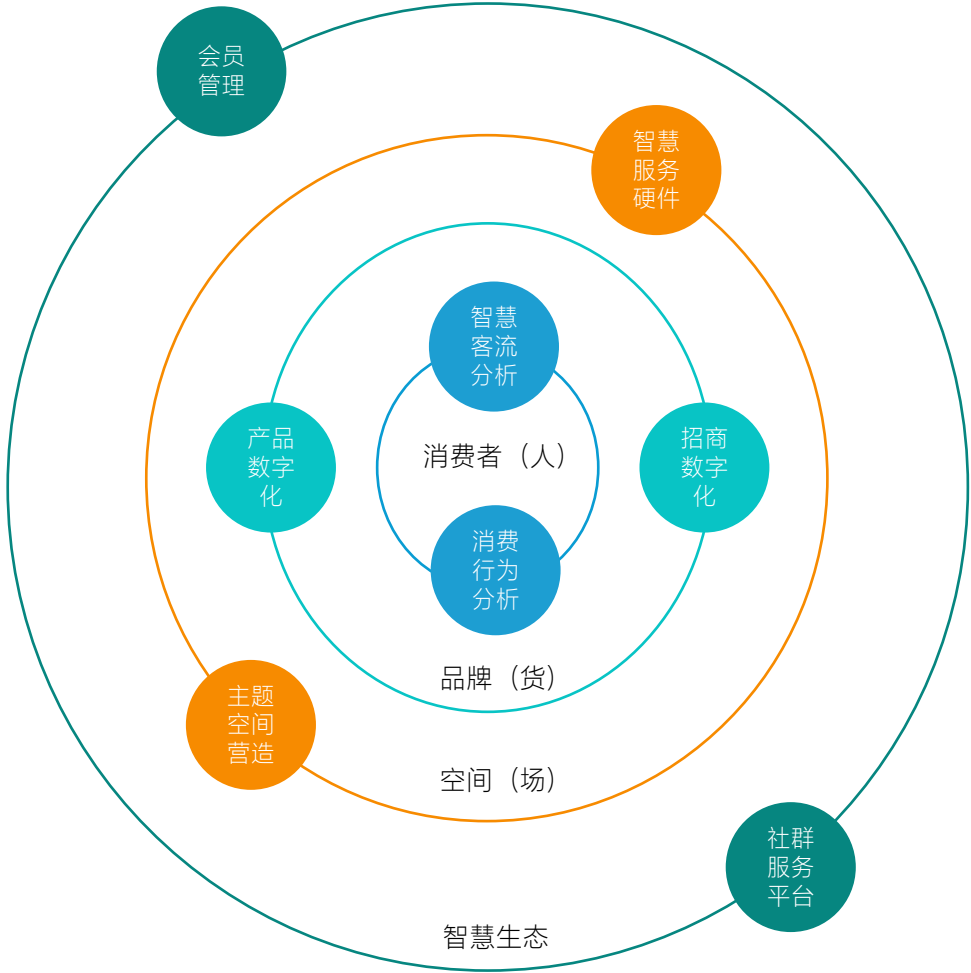 会员
管理
智慧
服务
硬件
智慧
客流
分析
产品
数字
化
消费者（人）
招商
数字
化
消费
行为
分析
品牌（货）
主题
空间
营造
空间（场）
社群
服务
平台
智慧生态